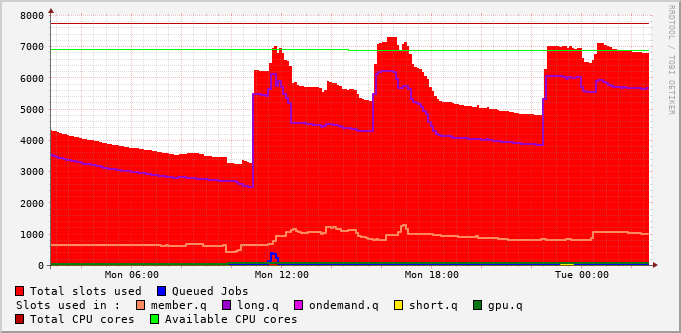 8000
7000
6000
5000
4000
3000
2000
1000
0
Mon 06:00 Mon 12:00 Mon 18:00 Tue 00:00
RRDTOOL / TOBI OETIKER
Total slots used Queued Jobs
Slots used in : member.q long.q ondemand.q short.q gpu.q
Total CPU cores Available CPU cores